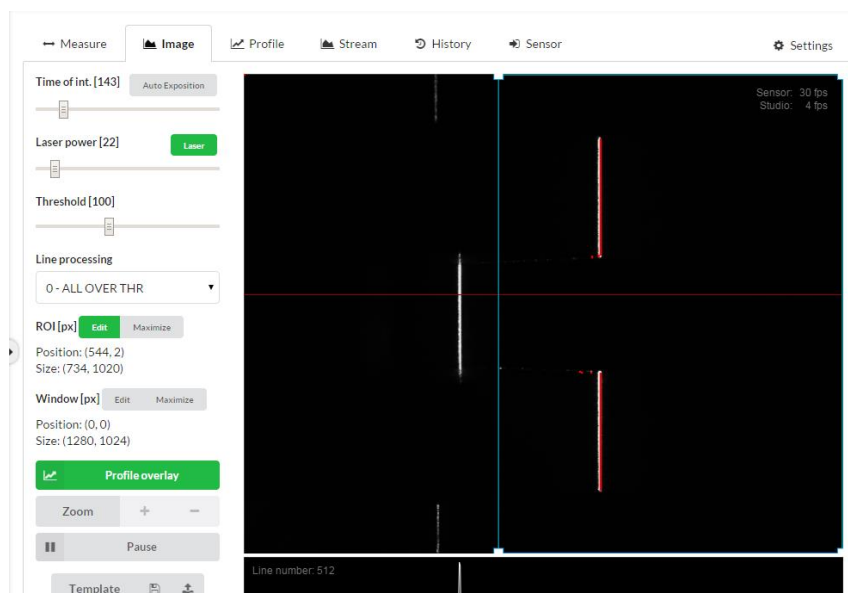 Measure Image Profile Stream History Sensor Settings
Time of int. [143] Auto Exposition
Laser power [22] Laser
Threshold [100]
Line processing
0 - ALL OVER THR
ROI [px] Edit Maximize
Position: (544, 2)
Size: (734, 1020)
Window [px] Edit Maximize
Position: (0, 0)
Size: (1280, 1024)
Profile overlay
Zoom + −
Pause
Template
Sensor: 30 fps
Studio: 4 fps
Line number: 512